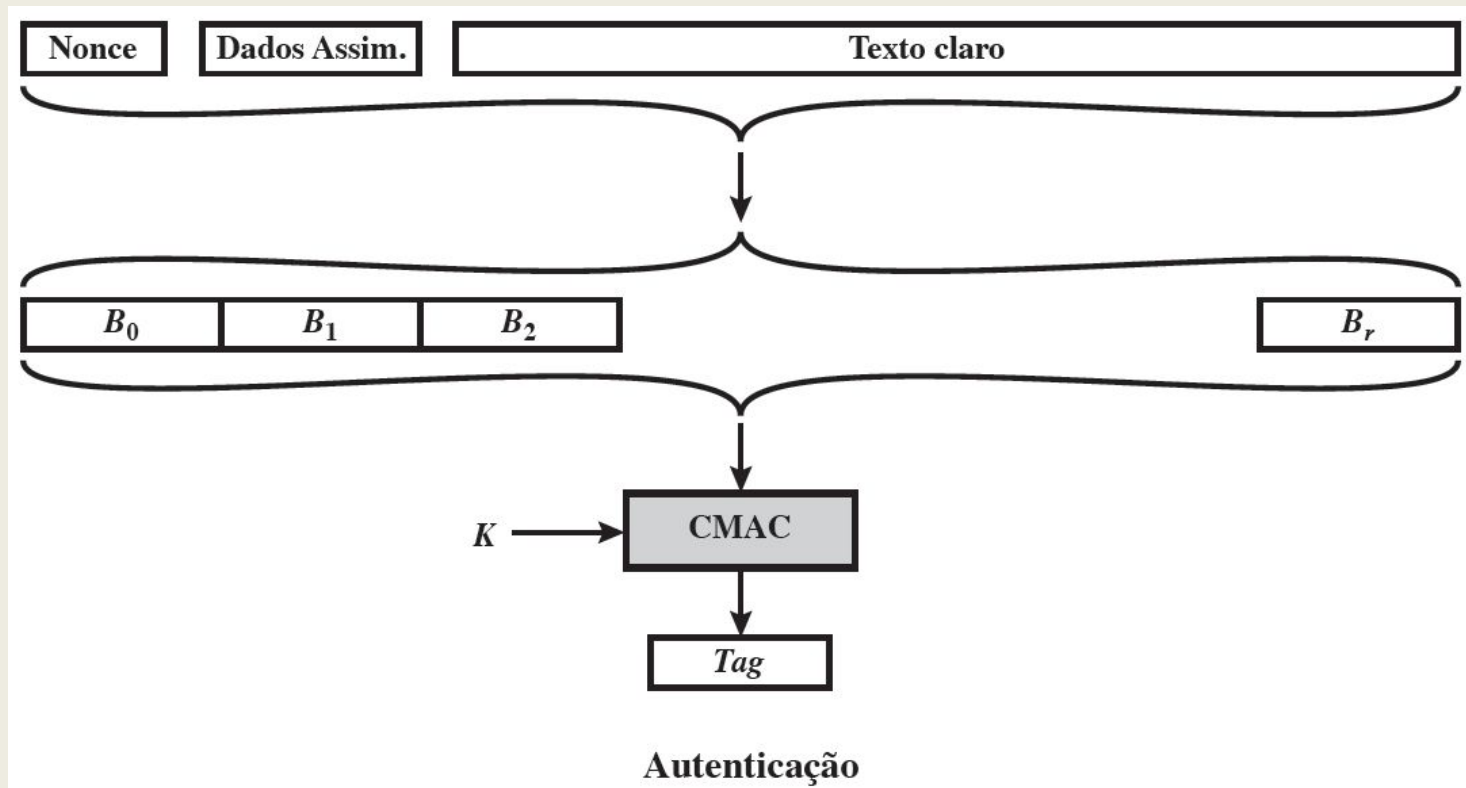 Nonce Dados Assim. Texto claro
B₀ B₁ B₂ Bᵣ
K CMAC
Tag
Autenticação